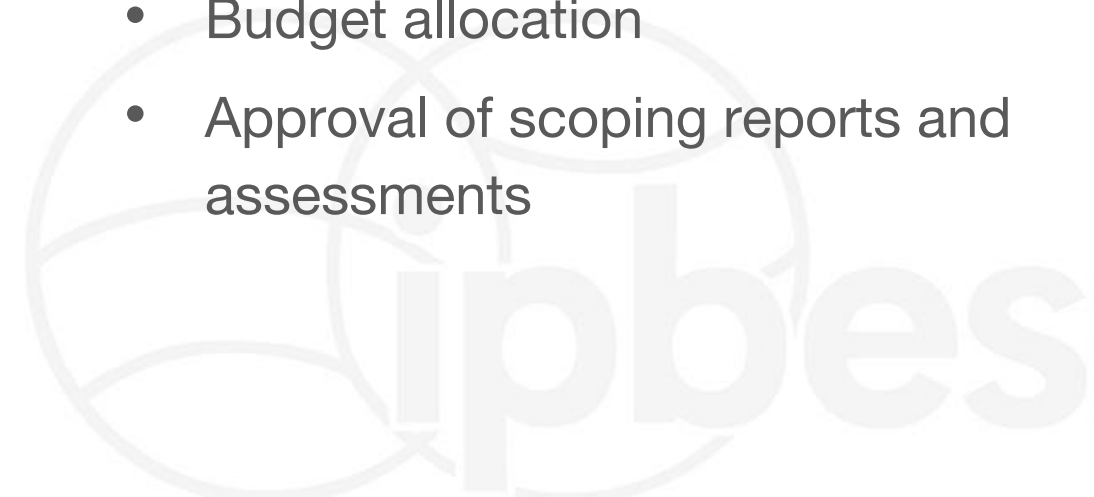 • Budget allocation
• Approval of scoping reports and
assessments
ipbes